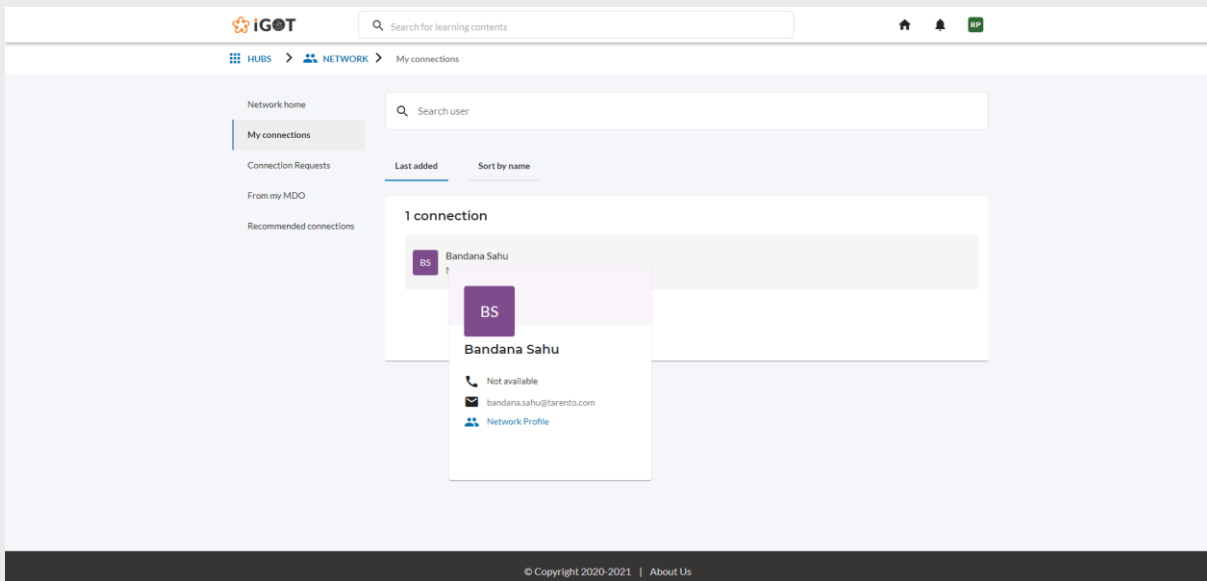 iGOT
Search for learning contents
RP
HUBS
NETWORK
My connections
Network home
My connections
Connection Requests
From my MDO
Recommended connections
Search user
Last added
Sort by name
1 connection
BS
Bandana Sahu
BS
Bandana Sahu
Not available
bandana.sahu@tarento.com
Network Profile
© Copyright 2020-2021 | About Us